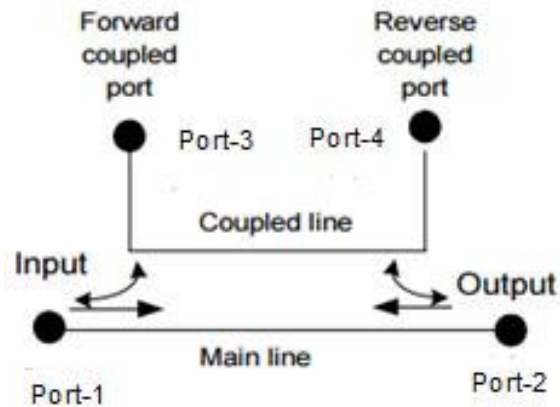 Forward
coupled
port
Reverse
coupled
port
Port-3
Port-4
Coupled line
Input
Output
Main line
Port-1
Port-2